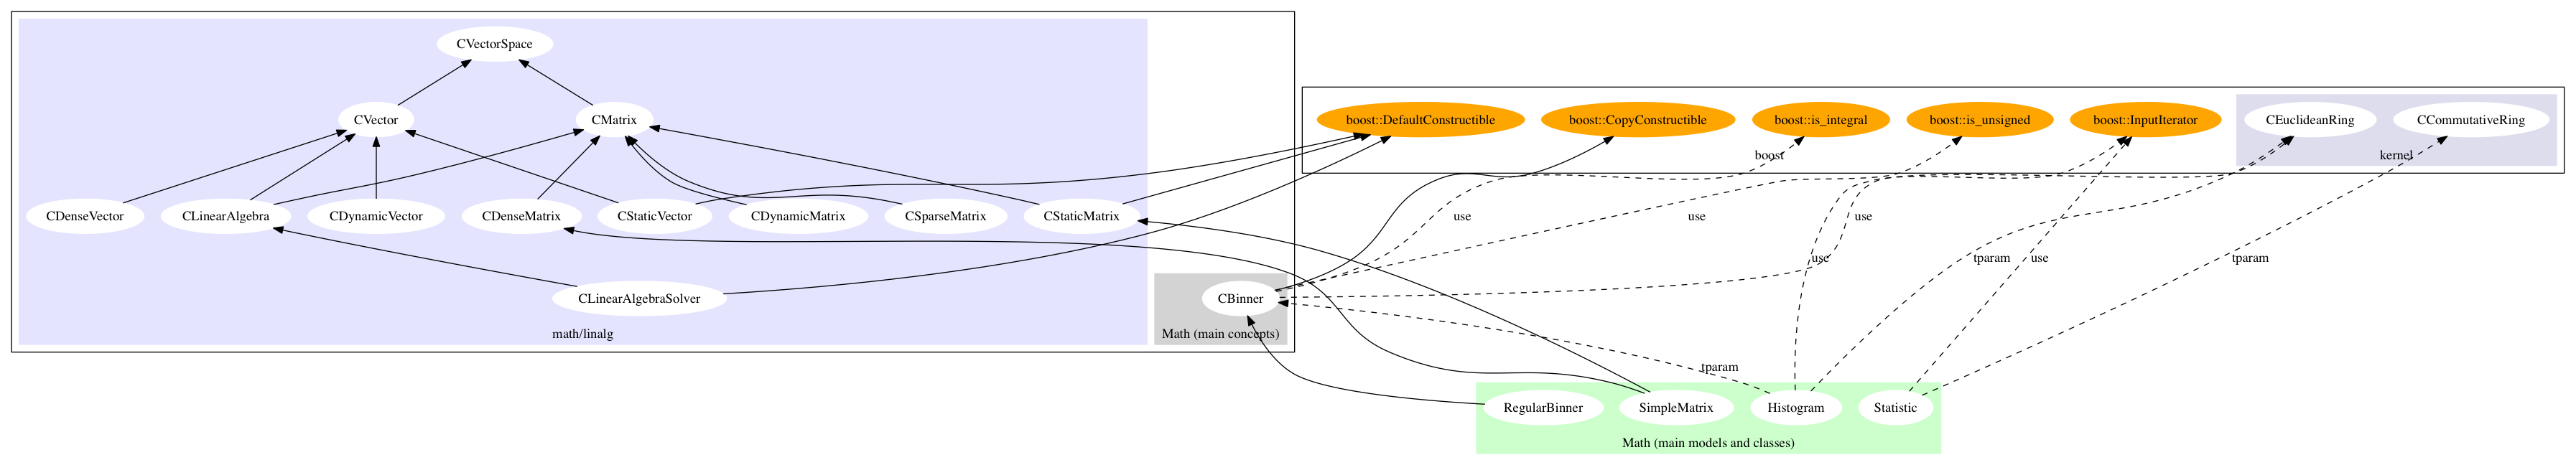 CVectorSpace
CVector
CMatrix
boost::DefaultConstructible
boost::CopyConstructible
boost::is_integral
boost::is_unsigned
boost::InputIterator
CEuclideanRing
CCommutativeRing
boost
kernel
CDenseVector
CLinearAlgebra
CDynamicVector
CDenseMatrix
CStaticVector
CDynamicMatrix
CSparseMatrix
CStaticMatrix
use
use
use
use
tparam
use
tparam
CLinearAlgebraSolver
CBinner
math/linalg
Math (main concepts)
tparam
RegularBinner
SimpleMatrix
Histogram
Statistic
Math (main models and classes)